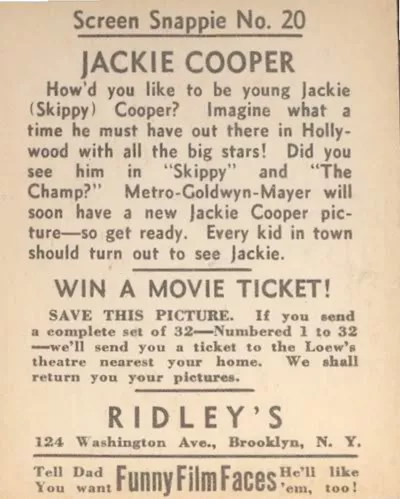 Screen Snappie No. 20
JACKIE COOPER
How'd you like to be young Jackie
(Skippy) Cooper? Imagine what a
time he must have out there in Holly-
wood with all the big stars! Did you
see him in "Skippy" and "The
Champ?" Metro-Goldwyn-Mayer will
soon have a new Jackie Cooper pic-
ture—so get ready. Every kid in town
should turn out to see Jackie.
WIN A MOVIE TICKET!
SAVE THIS PICTURE. If you send
a complete set of 32—Numbered 1 to 32
—we'll send you a ticket to the Loew's
theatre nearest your home. We shall
return you your pictures.
RIDLEY'S
124 Washington Ave., Brooklyn, N. Y.
Tell Dad Funny Film Faces He'll like
You want 'em, too!